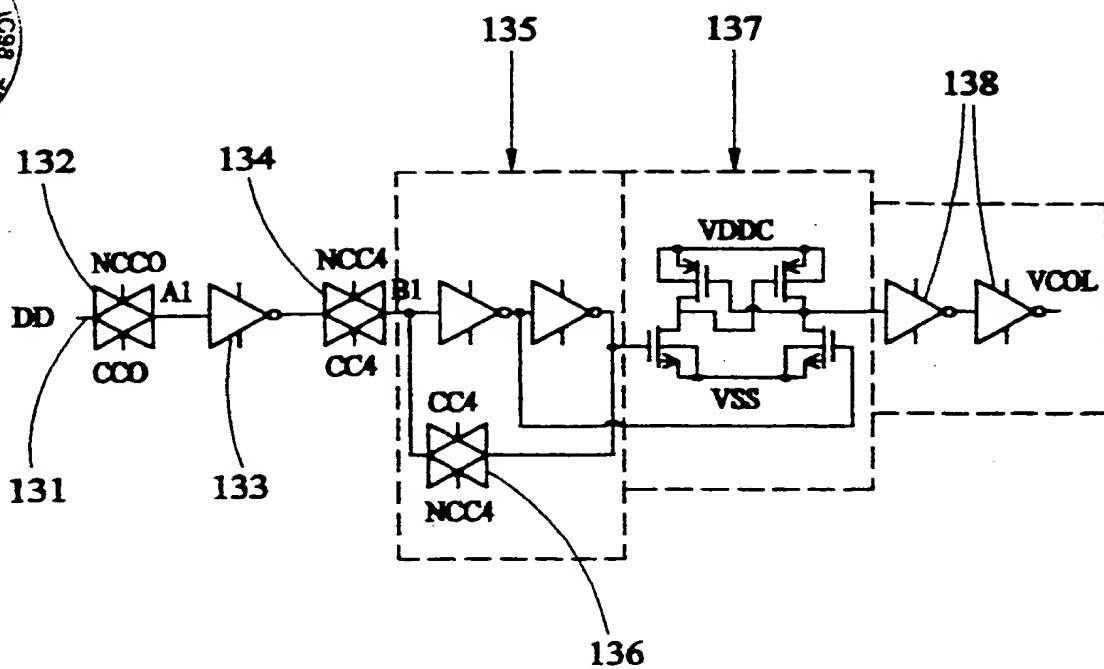 135
137
138
132
134
NCC0
A1
NCC4
B1
VDDC
VCOL
DD
CC0
CC4
VSS
CC4
131
133
NCC4
136